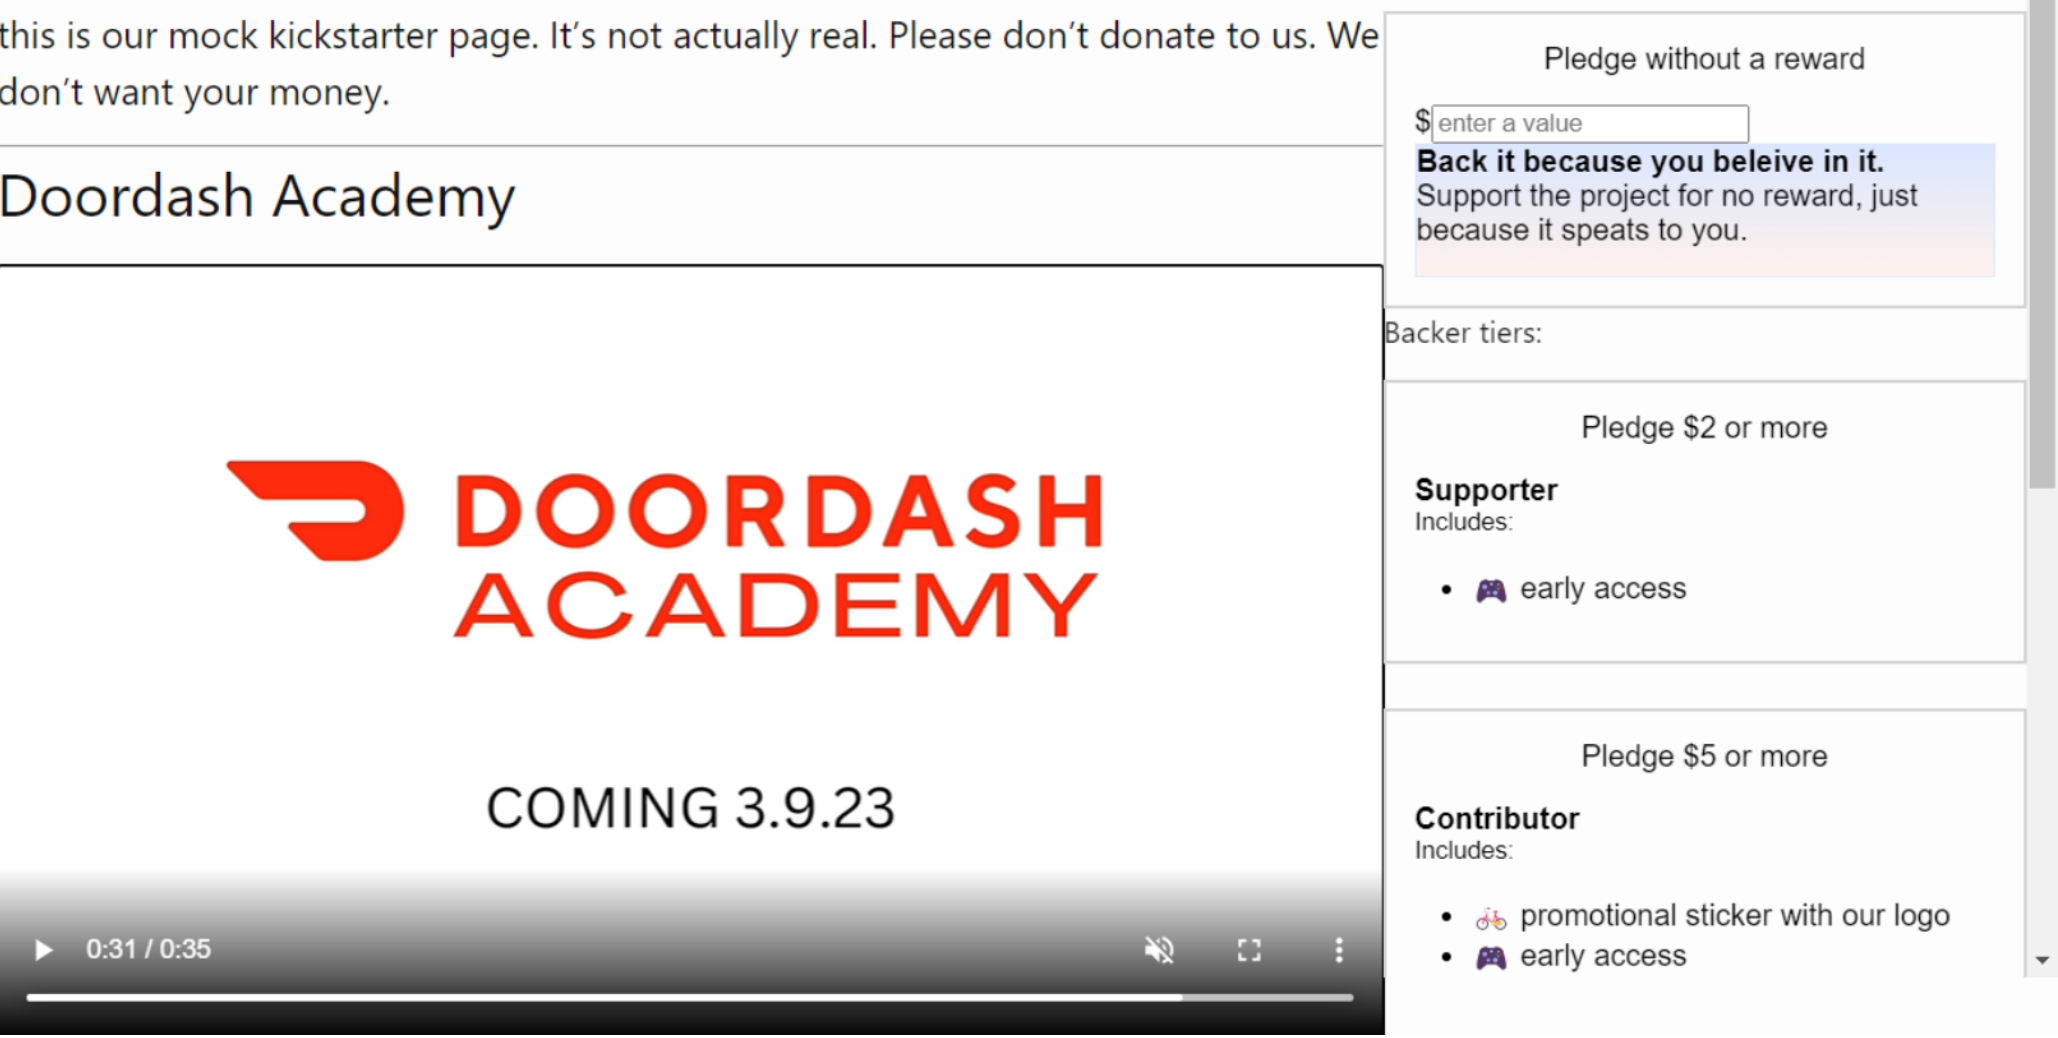 this is our mock kickstarter page. It’s not actually real. Please don’t donate to us. We
don’t want your money.
Doordash Academy
DOORDASH
ACADEMY
COMING 3.9.23
0:31 / 0:35
Pledge without a reward
$enter a value
Back it because you beleive in it.
Support the project for no reward, just
because it speats to you.
Backer tiers:
Pledge $2 or more
Supporter
Includes:
• 🎮 early access
Pledge $5 or more
Contributor
Includes:
• 🚲 promotional sticker with our logo
• 🎮 early access